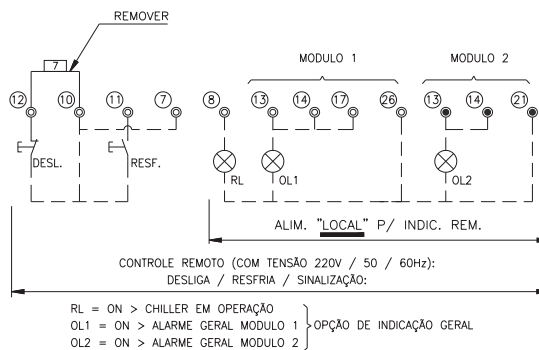 REMOVER
7
MODULO 1
MODULO 2
12 10 11 7 8 13 14 17 26 13 14 21
DESL. RESF. RL OL1 OL2
ALIM. "LOCAL" P/ INDIC. REM.
CONTROLE REMOTO (COM TENSÃO 220V / 50 / 60Hz):
DESLIGA / RESFRIA / SINALIZAÇÃO:
RL = ON > CHILLER EM OPERAÇÃO
OL1 = ON > ALARME GERAL MODULO 1
OPÇÃO DE INDICAÇÃO GERAL
OL2 = ON > ALARME GERAL MODULO 2